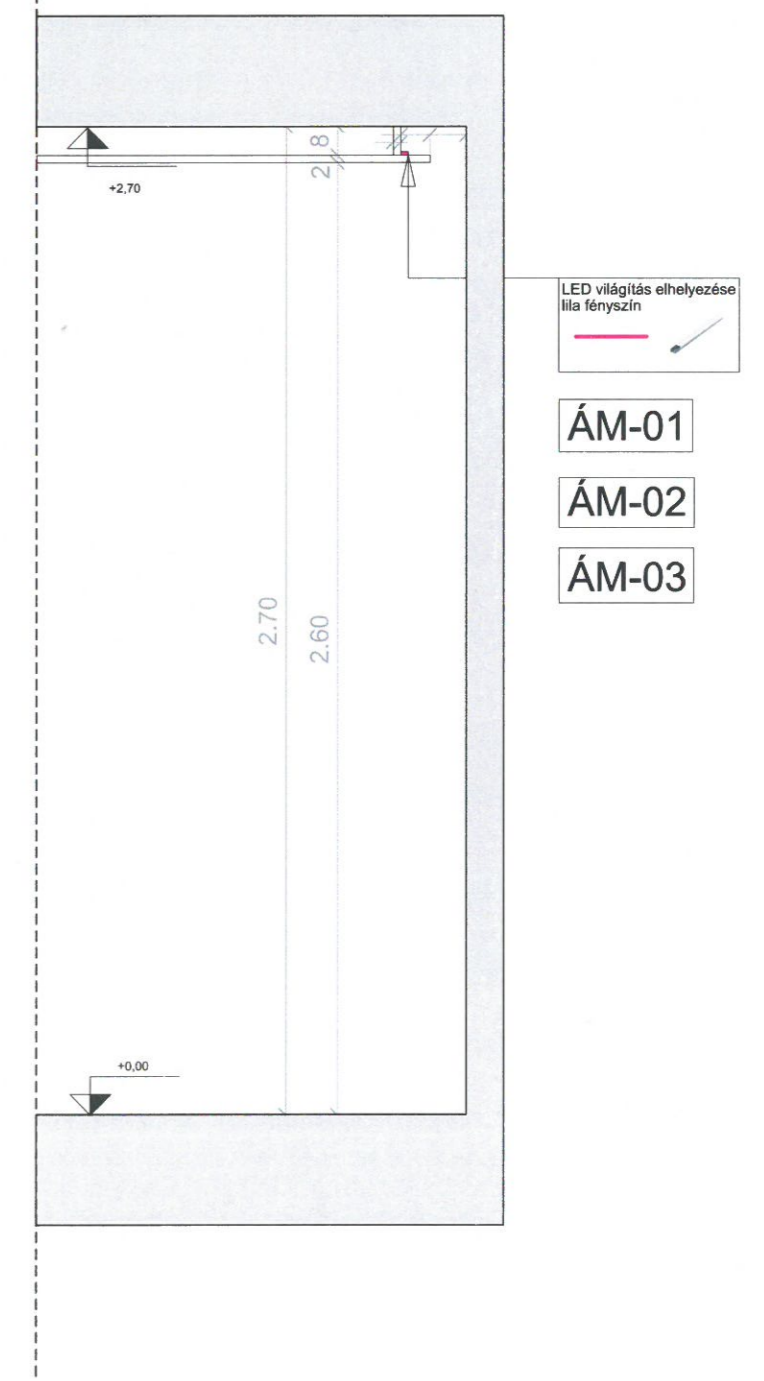 2 8
+2,70
LED világítás elhelyezése
lila fényszín
ÁM-01
ÁM-02
ÁM-03
2.70
2.60
+0,00